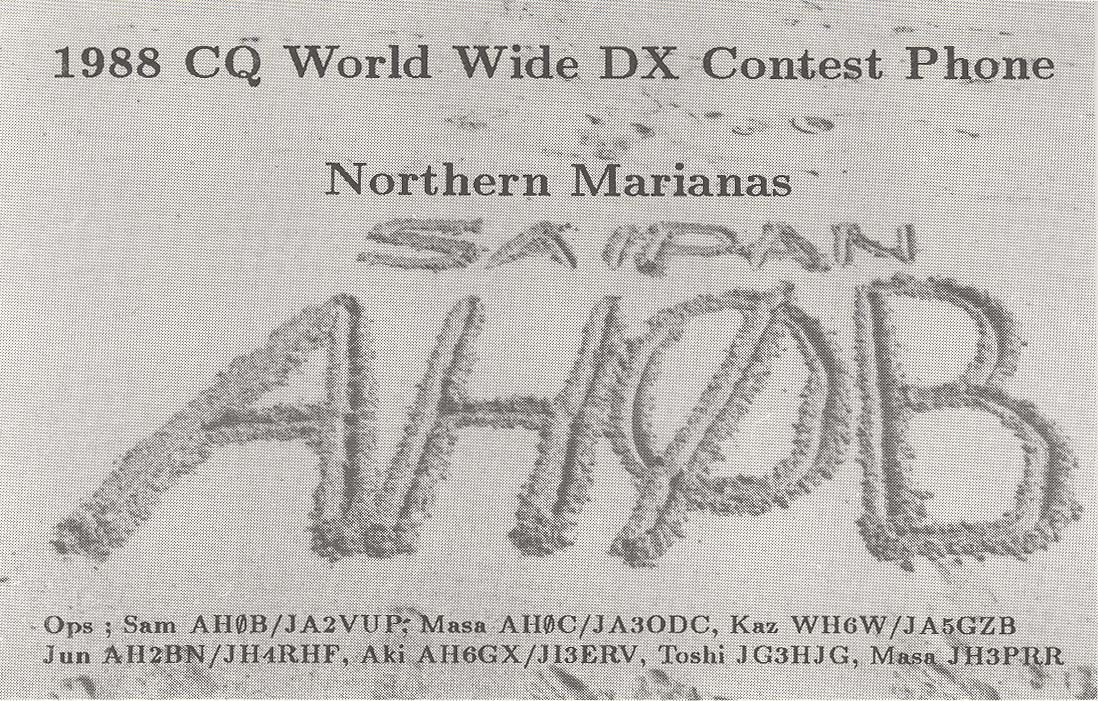 1988 CQ World Wide DX Contest Phone
Northern Marianas
SAIPAN
AHØB
Ops ; Sam AHØB/JA2VUP, Masa AHØC/JA3ODC, Kaz WH6W/JA5GZB
Jun AH2BN/JH4RHF, Aki AH6GX/JI3ERV, Toshi JG3HJG, Masa JH3PRR